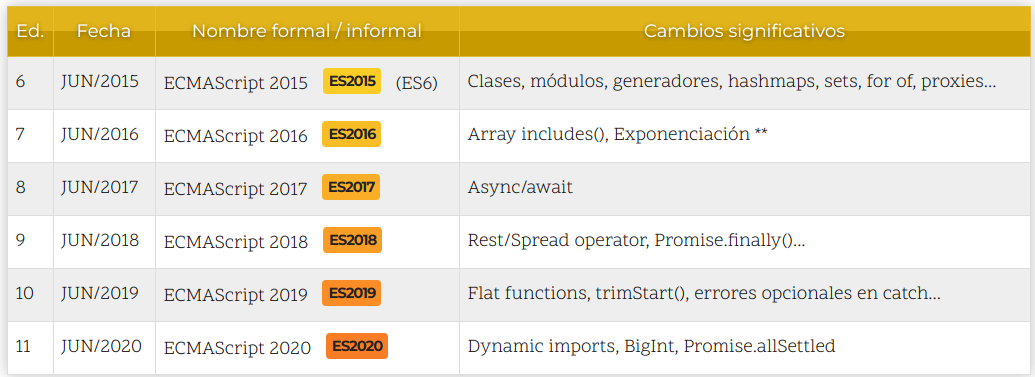 Ed. Fecha Nombre formal / informal Cambios significativos
6 JUN/2015 ECMAScript 2015 ES2015 (ES6) Clases, módulos, generadores, hashmaps, sets, for of, proxies...
7 JUN/2016 ECMAScript 2016 ES2016 Array includes(), Exponenciación **
8 JUN/2017 ECMAScript 2017 ES2017 Async/await
9 JUN/2018 ECMAScript 2018 ES2018 Rest/Spread operator, Promise.finally()...
10 JUN/2019 ECMAScript 2019 ES2019 Flat functions, trimStart(), errores opcionales en catch...
11 JUN/2020 ECMAScript 2020 ES2020 Dynamic imports, BigInt, Promise.allSettled